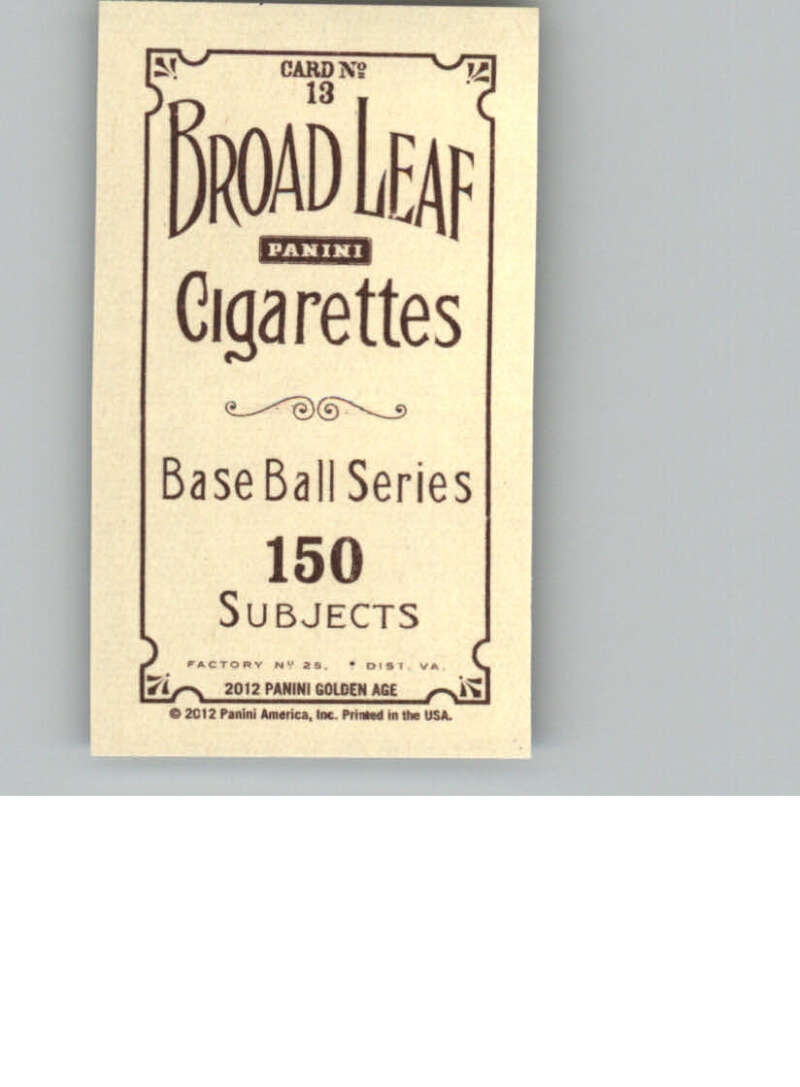 CARD Nº
13
BROAD LEAF
PANINI
Cigarettes
Base Ball Series
150
SUBJECTS
FACTORY Nº 25. • DIST. VA.
2012 PANINI GOLDEN AGE
© 2012 Panini America, Inc. Printed in the USA.